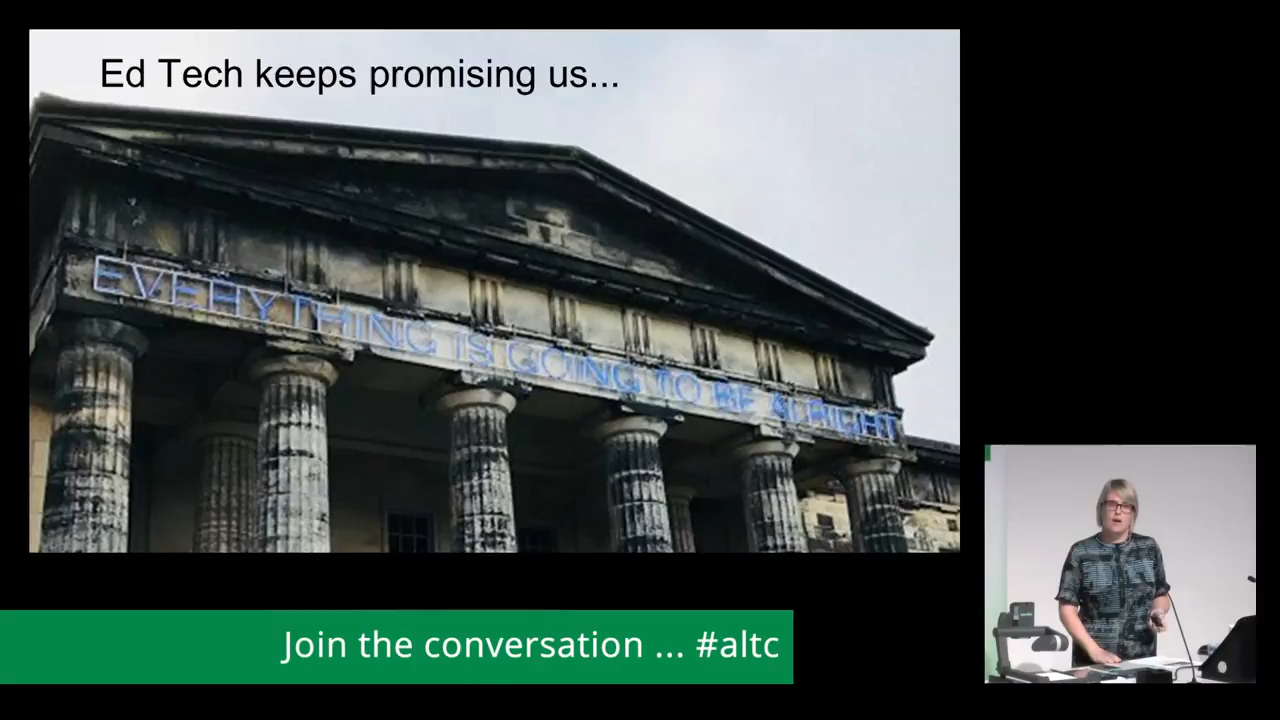 Ed Tech keeps promising us...
EVERYTHING IS GOING TO BE ALRIGHT
Join the conversation ... #altc